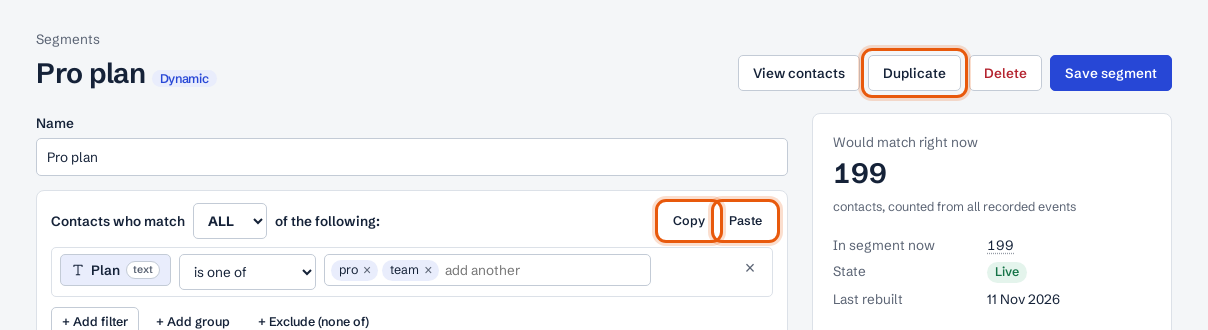 Segments
Pro plan Dynamic
View contacts Duplicate Delete Save segment
Name
Pro plan
Contacts who match ALL of the following: Copy Paste
T Plan text is one of pro × team × add another ×
+ Add filter + Add group + Exclude (none of)
Would match right now
199
contacts, counted from all recorded events
In segment now 199
State Live
Last rebuilt 11 Nov 2026